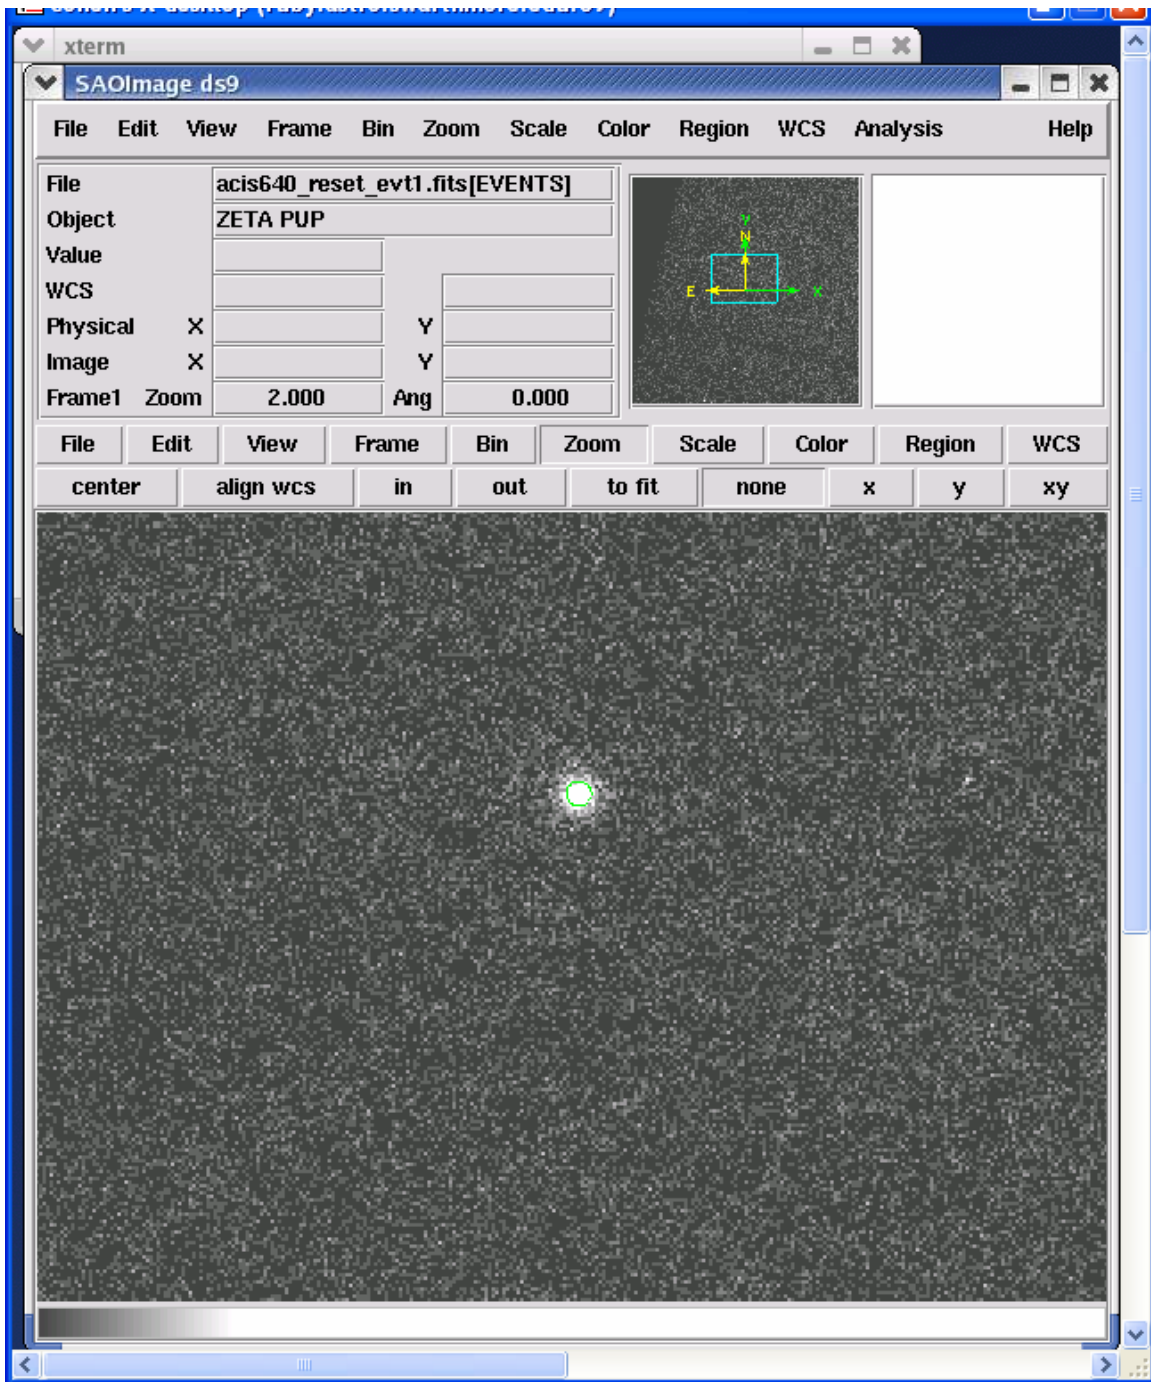 xterm
SAOImage ds9
File Edit View Frame Bin Zoom Scale Color Region WCS Analysis Help
File acis640_reset_evt1.fits[EVENTS]
Object ZETA PUP
Value
WCS
Physical X Y
Image X Y
Frame1 Zoom 2.000 Ang 0.000
Y
N
E X
File Edit View Frame Bin Zoom Scale Color Region WCS
center align wcs in out to fit none x y xy